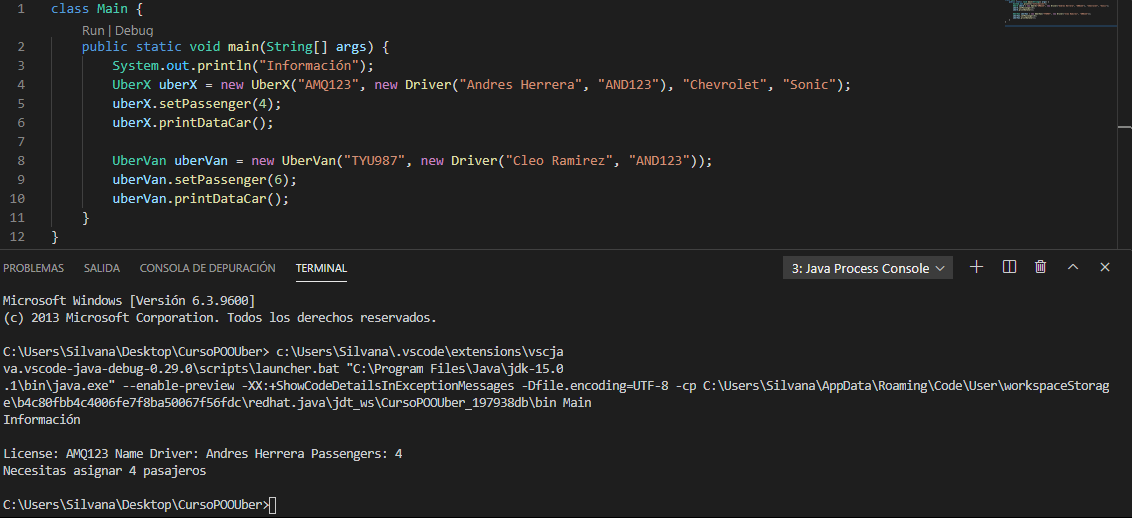 1 class Main {
Run | Debug
2 public static void main(String[] args) {
3 System.out.println("Información");
4 UberX uberX = new UberX("AMQ123", new Driver("Andres Herrera", "AND123"), "Chevrolet", "Sonic");
5 uberX.setPassenger(4);
6 uberX.printDataCar();
7
8 UberVan uberVan = new UberVan("TYU987", new Driver("Cleo Ramirez", "AND123"));
9 uberVan.setPassenger(6);
10 uberVan.printDataCar();
11 }
12 }
PROBLEMAS SALIDA CONSOLA DE DEPURACIÓN TERMINAL 3: Java Process Console
Microsoft Windows [Versión 6.3.9600]
(c) 2013 Microsoft Corporation. Todos los derechos reservados.
C:\Users\Silvana\Desktop\CursoPOOUber> c:\Users\Silvana\.vscode\extensions\vscja
va.vscode-java-debug-0.29.0\scripts\launcher.bat "C:\Program Files\Java\jdk-15.0
.1\bin\java.exe" --enable-preview -XX:+ShowCodeDetailsInExceptionMessages -Dfile.encoding=UTF-8 -cp C:\Users\Silvana\AppData\Roaming\Code\User\workspaceStorag
e\b4c80fbb4c4006fe7f8ba50067f56fdc\redhat.java\jdt_ws\CursoPOOUber_197938db\bin Main
Información
License: AMQ123 Name Driver: Andres Herrera Passengers: 4
Necesitas asignar 4 pasajeros
C:\Users\Silvana\Desktop\CursoPOOUber>